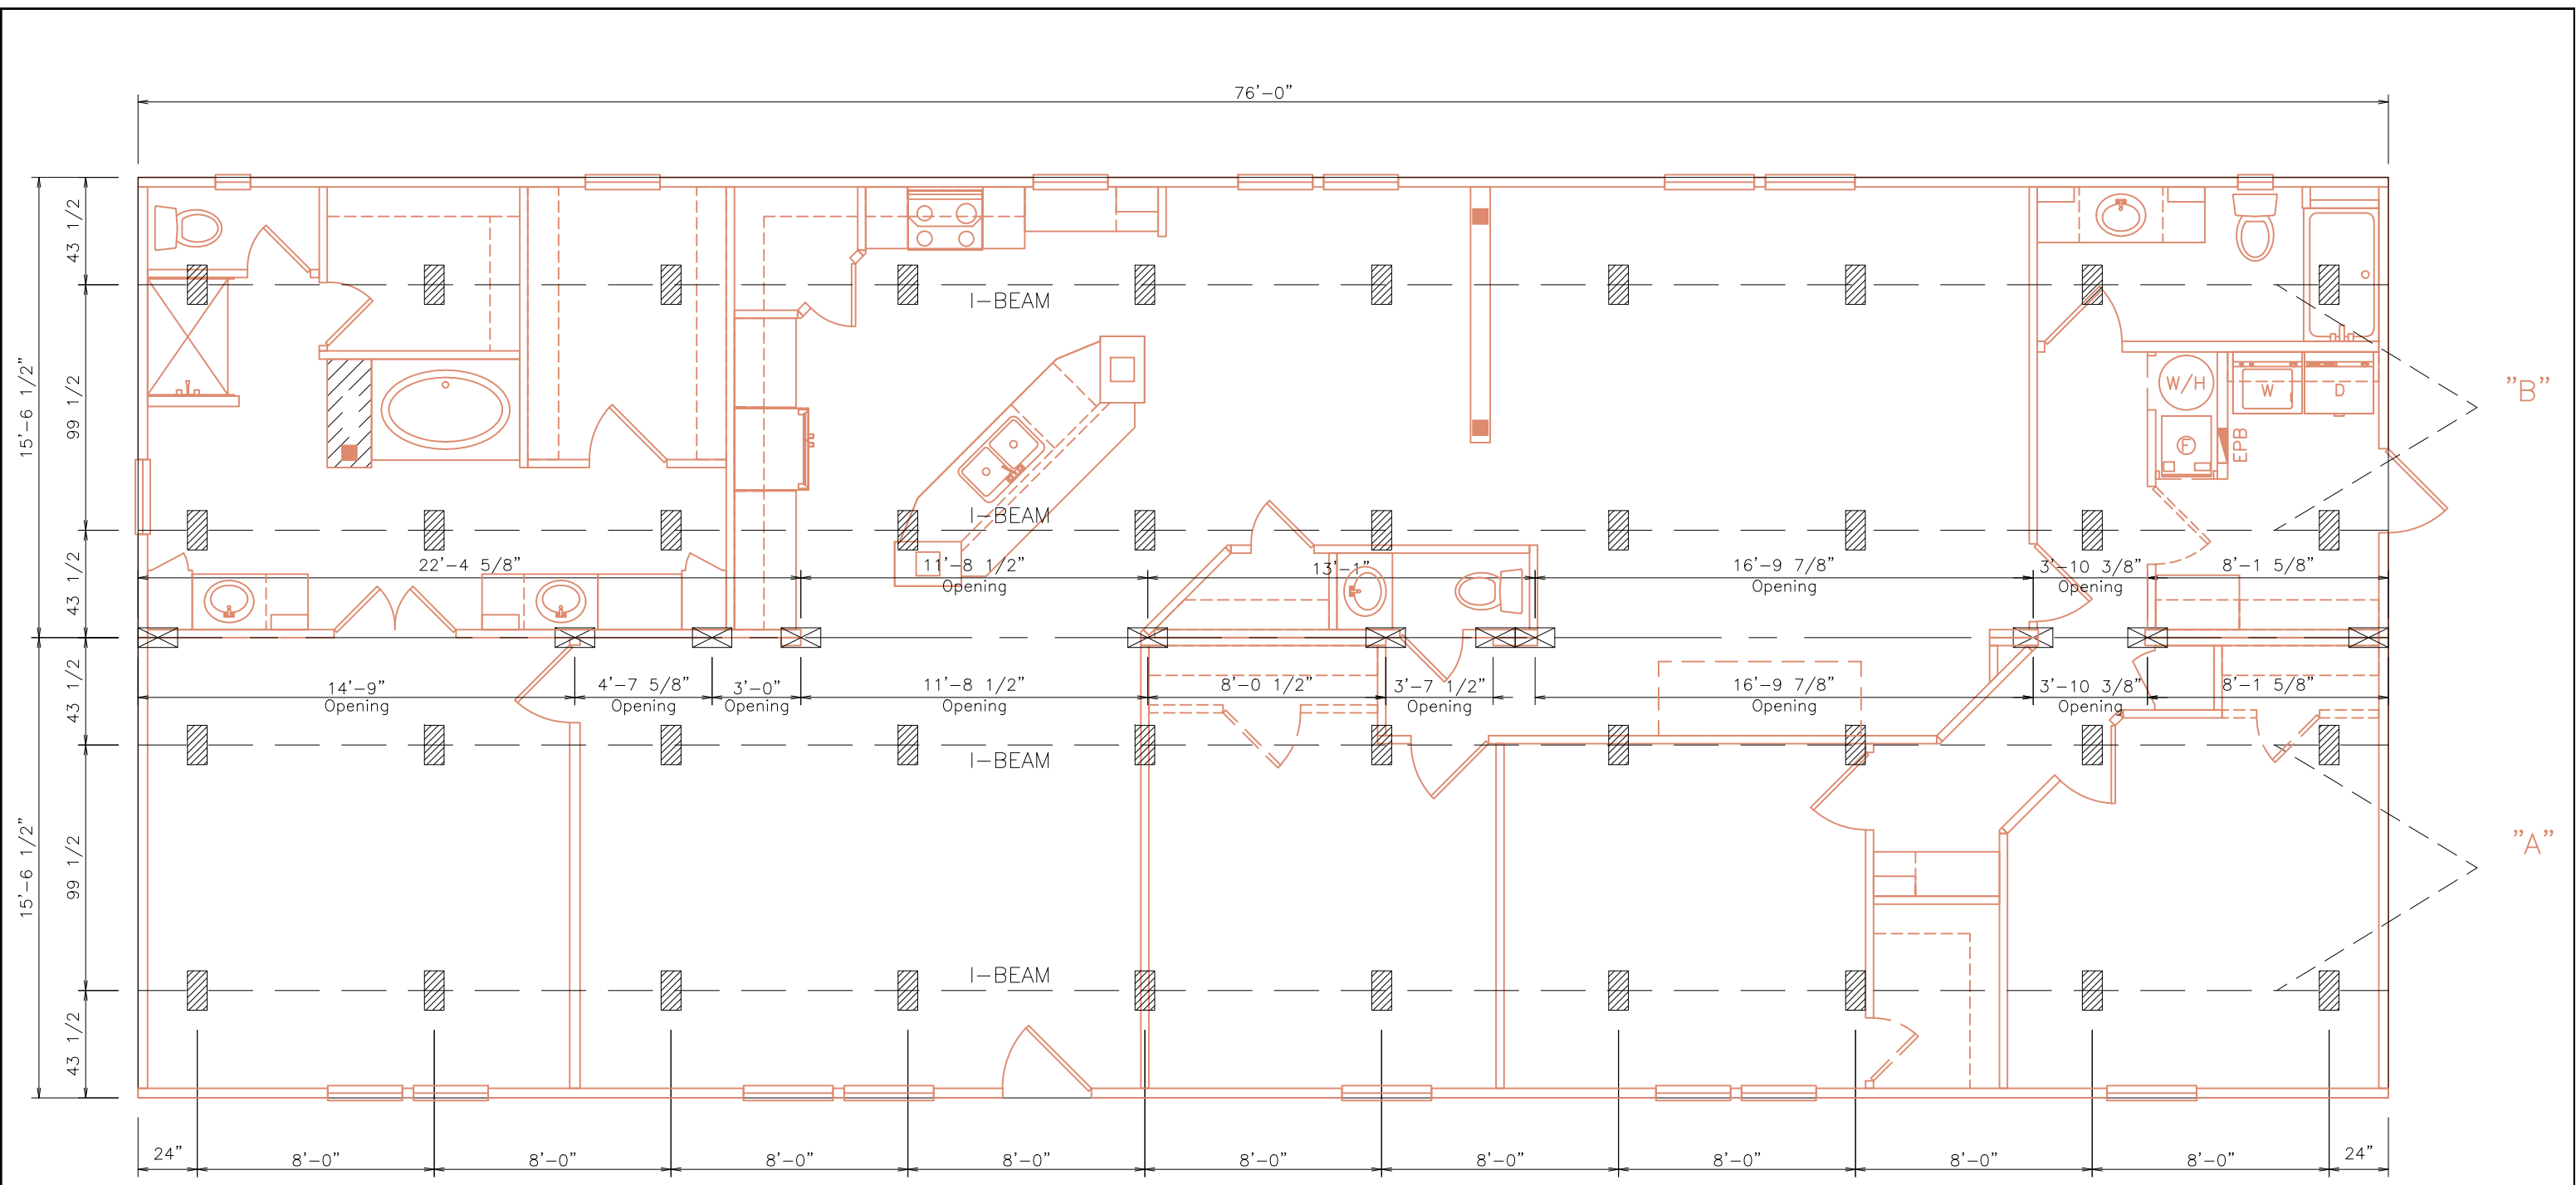 76'-0"
43 1/2
I-BEAM
99 1/2
15'-6 1/2"
W/H
W
D
"B"
F
EPB
I-BEAM
43 1/2
22'-4 5/8"
11'-8 1/2"
Opening
13'-1"
16'-9 7/8"
Opening
3'-10 3/8"
Opening
8'-1 5/8"
43 1/2
14'-9"
Opening
4'-7 5/8"
Opening
3'-0"
Opening
11'-8 1/2"
Opening
8'-0 1/2"
3'-7 1/2"
Opening
16'-9 7/8"
Opening
3'-10 3/8"
Opening
8'-1 5/8"
I-BEAM
99 1/2
15'-6 1/2"
"A"
I-BEAM
43 1/2
24"
8'-0"
8'-0"
8'-0"
8'-0"
8'-0"
8'-0"
8'-0"
8'-0"
8'-0"
24"